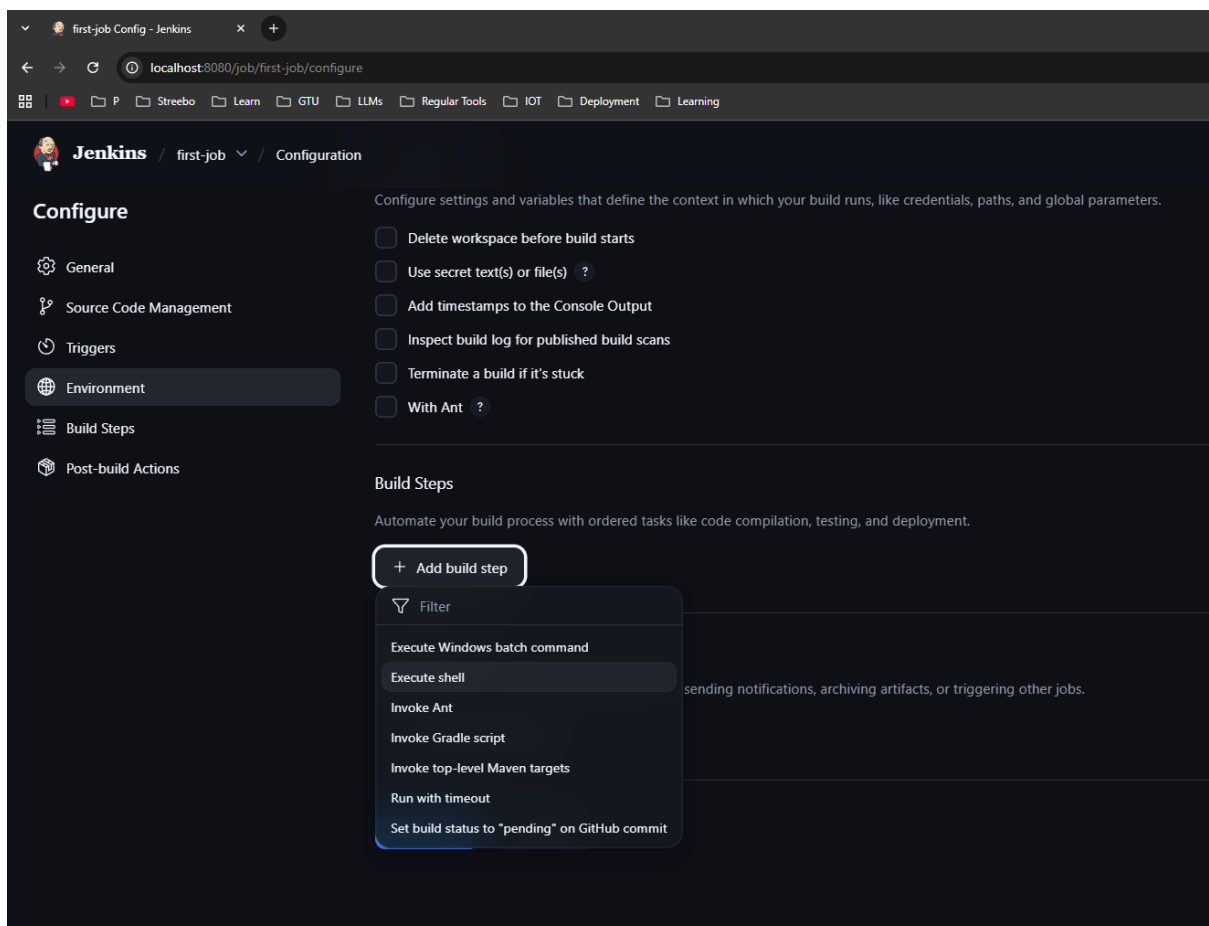 first-job Config - Jenkins
localhost:8080/job/first-job/configure
P Streebo Learn GTU LLMs Regular Tools IOT Deployment Learning
Jenkins / first-job / Configuration
Configure
General
Source Code Management
Triggers
Environment
Build Steps
Post-build Actions
Configure settings and variables that define the context in which your build runs, like credentials, paths, and global parameters.
Delete workspace before build starts
Use secret text(s) or file(s) ?
Add timestamps to the Console Output
Inspect build log for published build scans
Terminate a build if it's stuck
With Ant ?
Build Steps
Automate your build process with ordered tasks like code compilation, testing, and deployment.
+ Add build step
Filter
Execute Windows batch command
Execute shell
Invoke Ant
Invoke Gradle script
Invoke top-level Maven targets
Run with timeout
Set build status to "pending" on GitHub commit
sending notifications, archiving artifacts, or triggering other jobs.